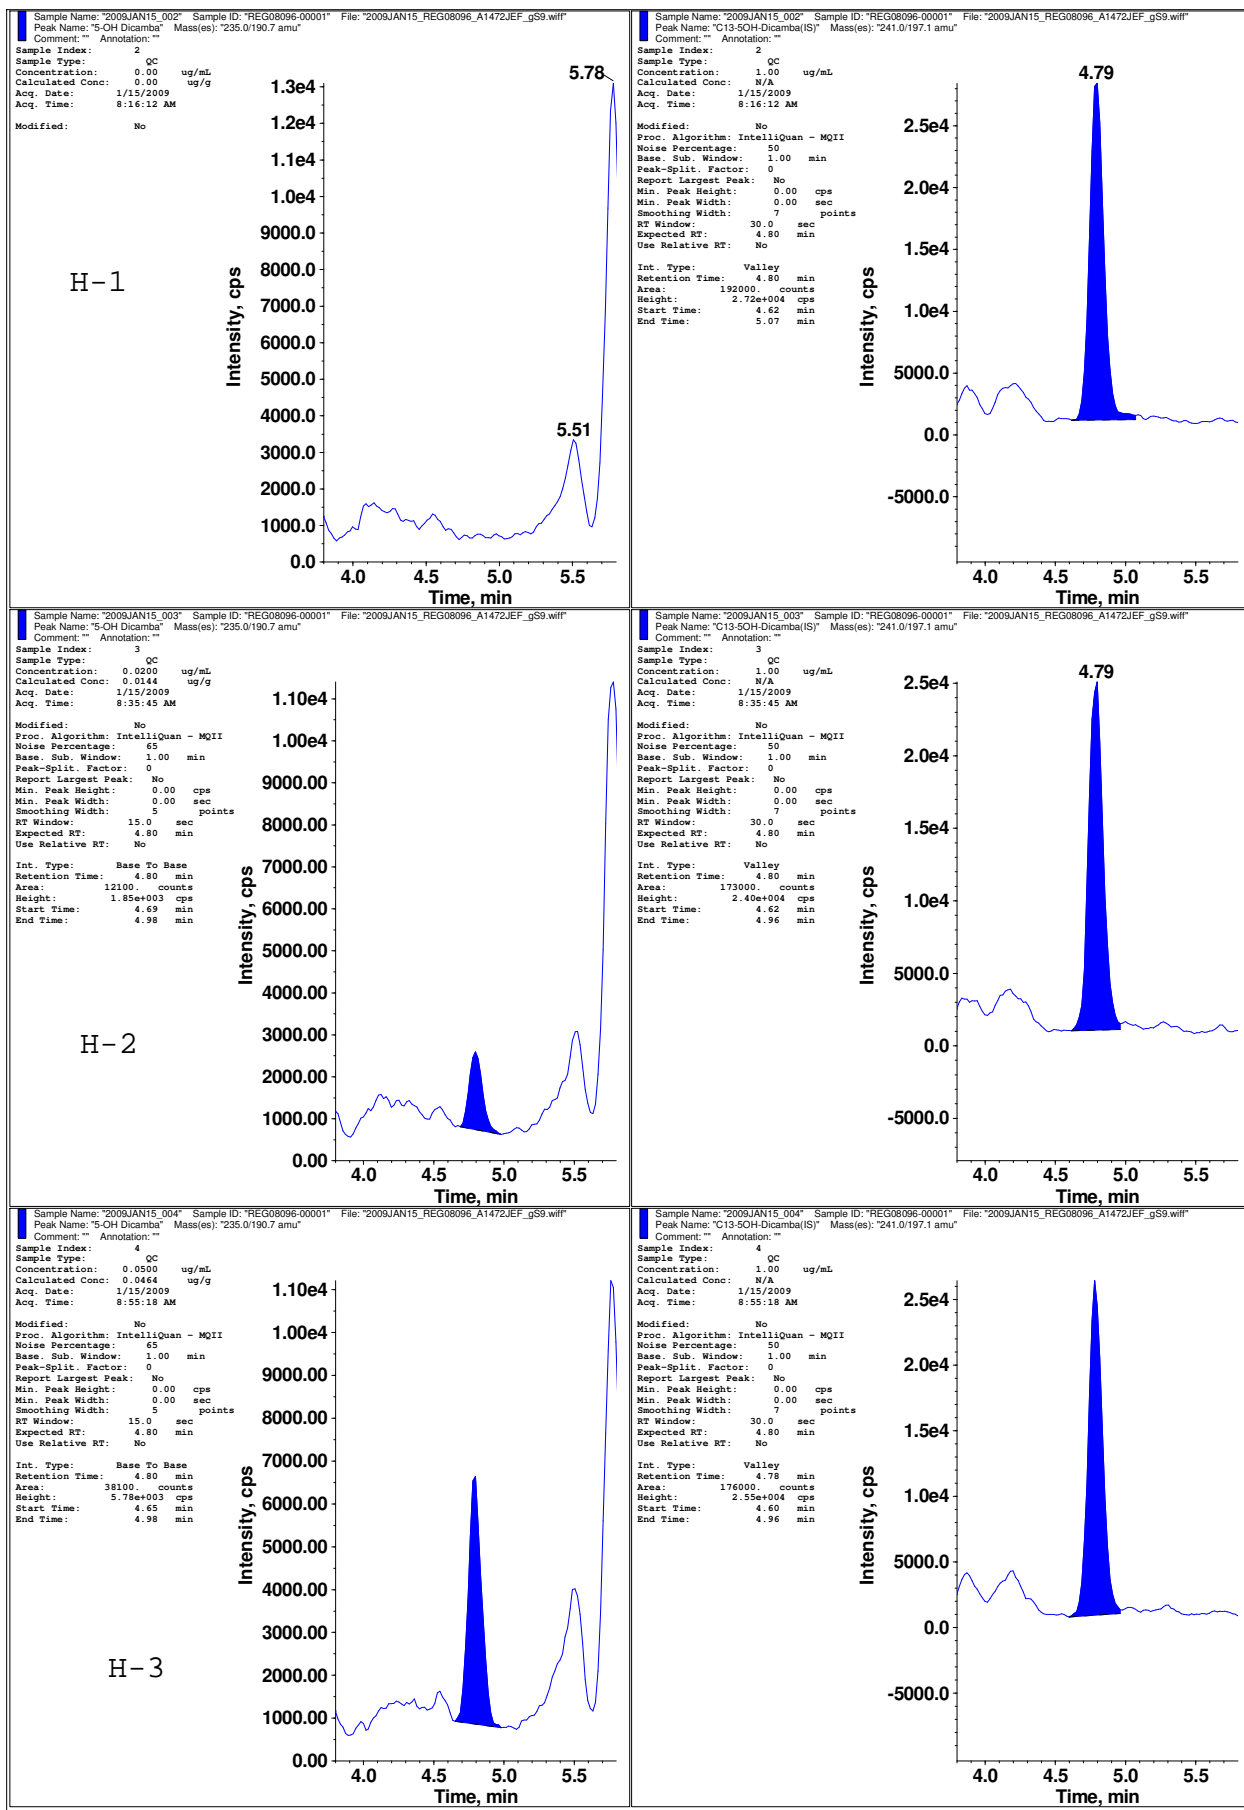 Sample Name: "2009JAN15_002"   Sample ID: "REG08096-00001"   File: "2009JAN15_REG08096_A1472JEF_gS9.wiff"
Peak Name: "5-OH Dicamba"   Mass(es): "235.0/190.7 amu"
Comment: ""   Annotation: ""
Sample Index: 2
Sample Type: QC
Concentration: 0.00 ug/mL
Calculated Conc: 0.00 ug/g
Acq. Date: 1/15/2009
Acq. Time: 8:16:12 AM
Modified: No
H-1
Intensity, cps
1.3e4
1.2e4
1.1e4
1.0e4
9000.0
8000.0
7000.0
6000.0
5000.0
4000.0
3000.0
2000.0
1000.0
0.0
5.78
5.51
4.0 4.5 5.0 5.5
Time, min
Sample Name: "2009JAN15_002"   Sample ID: "REG08096-00001"   File: "2009JAN15_REG08096_A1472JEF_gS9.wiff"
Peak Name: "C13-5OH-Dicamba(IS)"   Mass(es): "241.0/197.1 amu"
Comment: ""   Annotation: ""
Sample Index: 2
Sample Type: QC
Concentration: 1.00 ug/mL
Calculated Conc: N/A
Acq. Date: 1/15/2009
Acq. Time: 8:16:12 AM
Modified: No
Proc. Algorithm: IntelliQuan - MQII
Noise Percentage: 50
Base. Sub. Window: 1.00 min
Peak-Split. Factor: 0
Report Largest Peak: No
Min. Peak Height: 0.00 cps
Min. Peak Width: 0.00 sec
Smoothing Width: 7 points
RT Window: 30.0 sec
Expected RT: 4.80 min
Use Relative RT: No
Int. Type: Valley
Retention Time: 4.80 min
Area: 192000. counts
Height: 2.72e+004 cps
Start Time: 4.62 min
End Time: 5.07 min
Intensity, cps
4.79
2.5e4
2.0e4
1.5e4
1.0e4
5000.0
0.0
-5000.0
4.0 4.5 5.0 5.5
Time, min
Sample Name: "2009JAN15_003"   Sample ID: "REG08096-00001"   File: "2009JAN15_REG08096_A1472JEF_gS9.wiff"
Peak Name: "5-OH Dicamba"   Mass(es): "235.0/190.7 amu"
Comment: ""   Annotation: ""
Sample Index: 3
Sample Type: QC
Concentration: 0.0200 ug/mL
Calculated Conc: 0.0144 ug/g
Acq. Date: 1/15/2009
Acq. Time: 8:35:45 AM
Modified: No
Proc. Algorithm: IntelliQuan - MQII
Noise Percentage: 65
Base. Sub. Window: 1.00 min
Peak-Split. Factor: 0
Report Largest Peak: No
Min. Peak Height: 0.00 cps
Min. Peak Width: 0.00 sec
Smoothing Width: 5 points
RT Window: 15.0 sec
Expected RT: 4.80 min
Use Relative RT: No
Int. Type: Base To Base
Retention Time: 4.80 min
Area: 12100. counts
Height: 1.85e+003 cps
Start Time: 4.69 min
End Time: 4.98 min
H-2
Intensity, cps
1.10e4
1.00e4
9000.00
8000.00
7000.00
6000.00
5000.00
4000.00
3000.00
2000.00
1000.00
0.00
4.0 4.5 5.0 5.5
Time, min
Sample Name: "2009JAN15_003"   Sample ID: "REG08096-00001"   File: "2009JAN15_REG08096_A1472JEF_gS9.wiff"
Peak Name: "C13-5OH-Dicamba(IS)"   Mass(es): "241.0/197.1 amu"
Comment: ""   Annotation: ""
Sample Index: 3
Sample Type: QC
Concentration: 1.00 ug/mL
Calculated Conc: N/A
Acq. Date: 1/15/2009
Acq. Time: 8:35:45 AM
Modified: No
Proc. Algorithm: IntelliQuan - MQII
Noise Percentage: 50
Base. Sub. Window: 1.00 min
Peak-Split. Factor: 0
Report Largest Peak: No
Min. Peak Height: 0.00 cps
Min. Peak Width: 0.00 sec
Smoothing Width: 7 points
RT Window: 30.0 sec
Expected RT: 4.80 min
Use Relative RT: No
Int. Type: Valley
Retention Time: 4.80 min
Area: 173000. counts
Height: 2.40e+004 cps
Start Time: 4.62 min
End Time: 4.96 min
Intensity, cps
4.79
2.5e4
2.0e4
1.5e4
1.0e4
5000.0
0.0
-5000.0
4.0 4.5 5.0 5.5
Time, min
Sample Name: "2009JAN15_004"   Sample ID: "REG08096-00001"   File: "2009JAN15_REG08096_A1472JEF_gS9.wiff"
Peak Name: "5-OH Dicamba"   Mass(es): "235.0/190.7 amu"
Comment: ""   Annotation: ""
Sample Index: 4
Sample Type: QC
Concentration: 0.0500 ug/mL
Calculated Conc: 0.0464 ug/g
Acq. Date: 1/15/2009
Acq. Time: 8:55:18 AM
Modified: No
Proc. Algorithm: IntelliQuan - MQII
Noise Percentage: 65
Base. Sub. Window: 1.00 min
Peak-Split. Factor: 0
Report Largest Peak: No
Min. Peak Height: 0.00 cps
Min. Peak Width: 0.00 sec
Smoothing Width: 5 points
RT Window: 15.0 sec
Expected RT: 4.80 min
Use Relative RT: No
Int. Type: Base To Base
Retention Time: 4.80 min
Area: 38100. counts
Height: 5.78e+003 cps
Start Time: 4.65 min
End Time: 4.98 min
H-3
Intensity, cps
1.10e4
1.00e4
9000.00
8000.00
7000.00
6000.00
5000.00
4000.00
3000.00
2000.00
1000.00
0.00
4.0 4.5 5.0 5.5
Time, min
Sample Name: "2009JAN15_004"   Sample ID: "REG08096-00001"   File: "2009JAN15_REG08096_A1472JEF_gS9.wiff"
Peak Name: "C13-5OH-Dicamba(IS)"   Mass(es): "241.0/197.1 amu"
Comment: ""   Annotation: ""
Sample Index: 4
Sample Type: QC
Concentration: 1.00 ug/mL
Calculated Conc: N/A
Acq. Date: 1/15/2009
Acq. Time: 8:55:18 AM
Modified: No
Proc. Algorithm: IntelliQuan - MQII
Noise Percentage: 50
Base. Sub. Window: 1.00 min
Peak-Split. Factor: 0
Report Largest Peak: No
Min. Peak Height: 0.00 cps
Min. Peak Width: 0.00 sec
Smoothing Width: 7 points
RT Window: 30.0 sec
Expected RT: 4.80 min
Use Relative RT: No
Int. Type: Valley
Retention Time: 4.78 min
Area: 176000. counts
Height: 2.55e+004 cps
Start Time: 4.60 min
End Time: 4.96 min
Intensity, cps
2.5e4
2.0e4
1.5e4
1.0e4
5000.0
0.0
-5000.0
4.0 4.5 5.0 5.5
Time, min